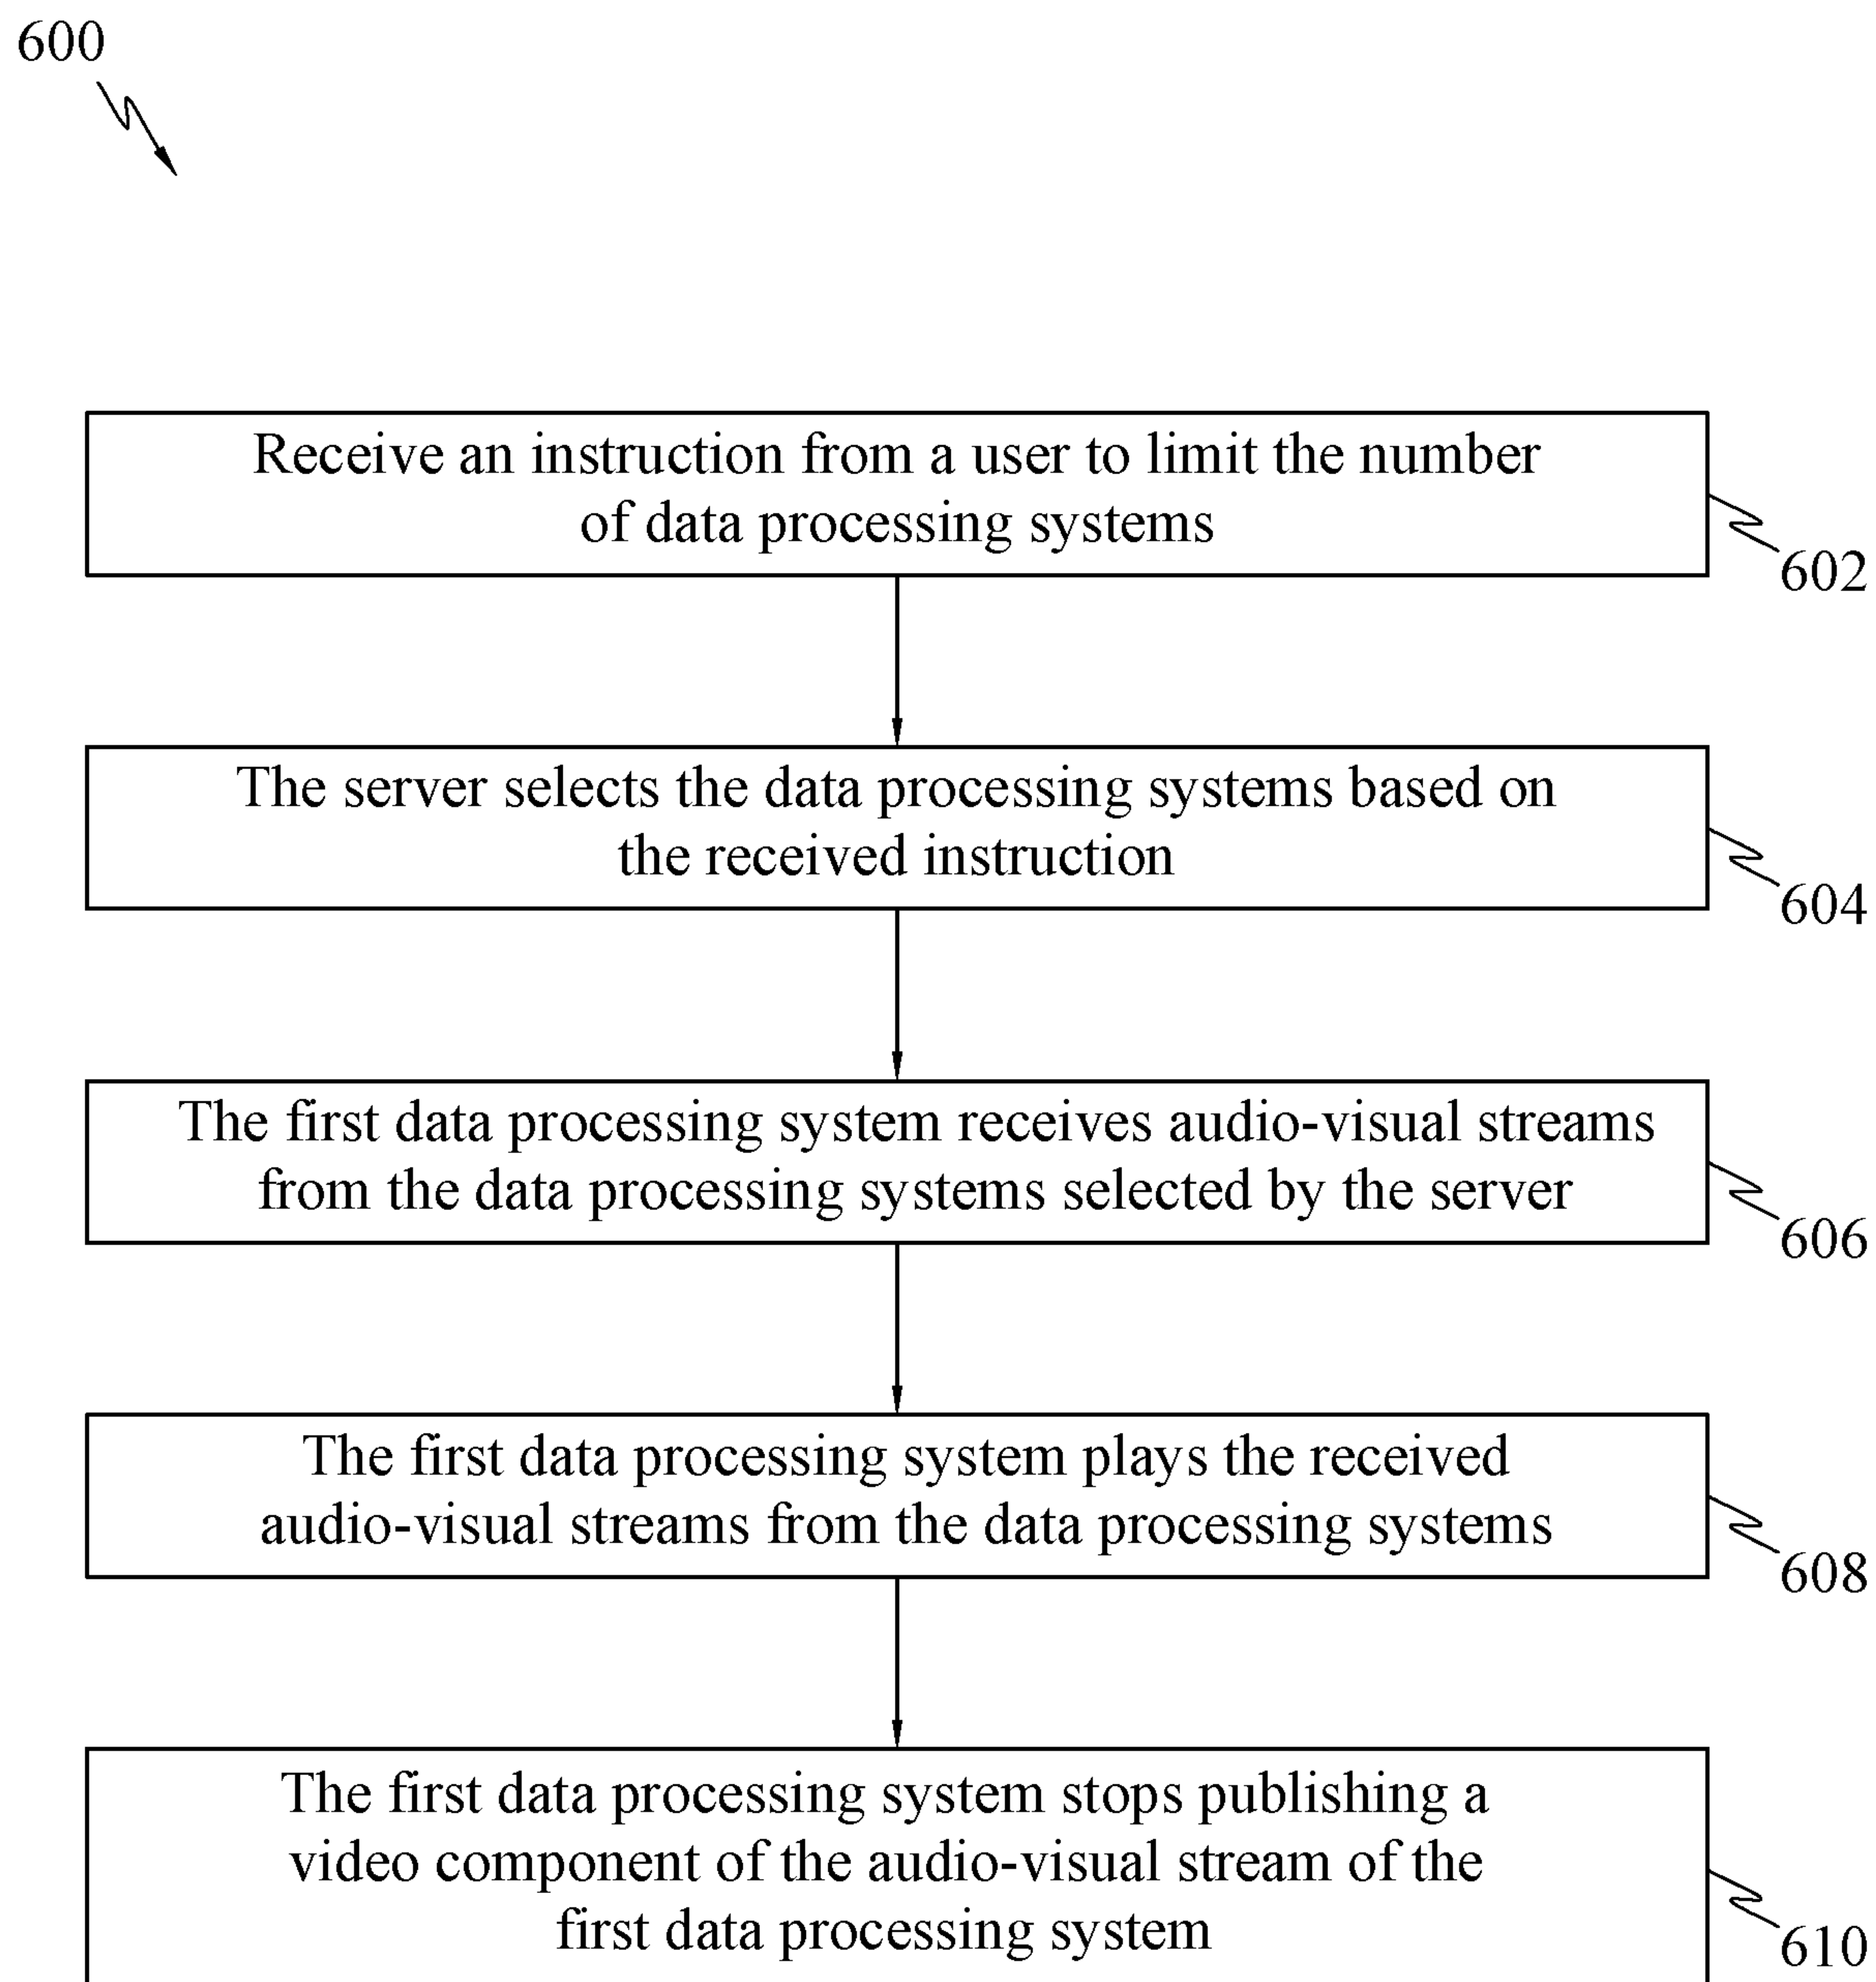 600
Receive an instruction from a user to limit the number
of data processing systems
602
The server selects the data processing systems based on
the received instruction
604
The first data processing system receives audio-visual streams
from the data processing systems selected by the server
606
The first data processing system plays the received
audio-visual streams from the data processing systems
608
The first data processing system stops publishing a
video component of the audio-visual stream of the
first data processing system
610